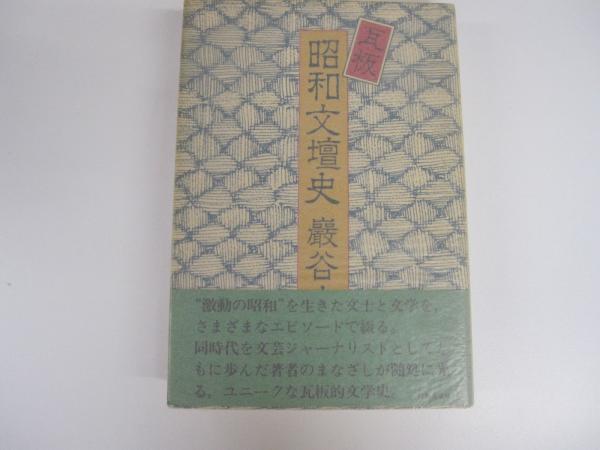 瓦板
昭和文壇史
巖谷
“激動の昭和”を生きた文士と文学を,
さまざまなエピソードで綴る。
同時代を文芸ジャーナリストとしてと
もに歩んだ著者のまなざしが随処に光
る, ユニークな瓦板的文学史。